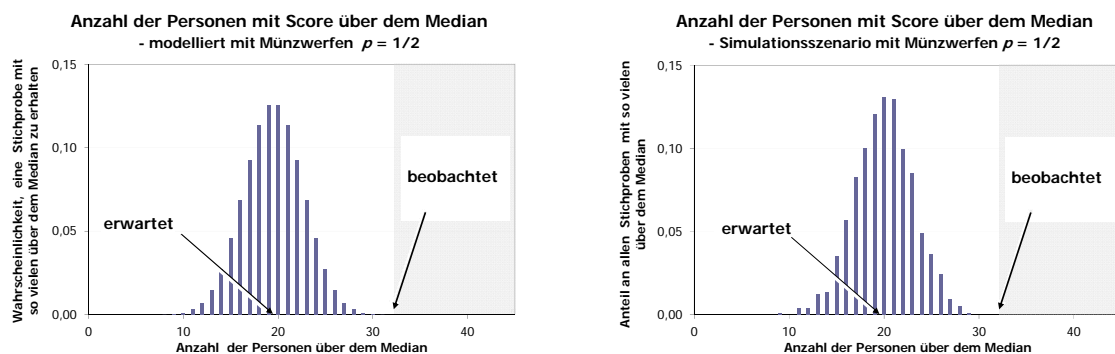 Anzahl der Personen mit Score über dem Median
- modelliert mit Münzwerfen p = 1/2
Wahrscheinlichkeit, eine Stichprobe mit
so vielen über dem Median zu erhalten
0,15
0,10
0,05
0,00
erwartet
beobachtet
0 10 20 30 40
Anzahl der Personen über dem Median
Anzahl der Personen mit Score über dem Median
- Simulationsszenario mit Münzwerfen p = 1/2
Anteil an allen Stichproben mit so vielen
über dem Median
0,15
0,10
0,05
0,00
erwartet
beobachtet
0 10 20 30 40
Anzahl der Personen über dem Median